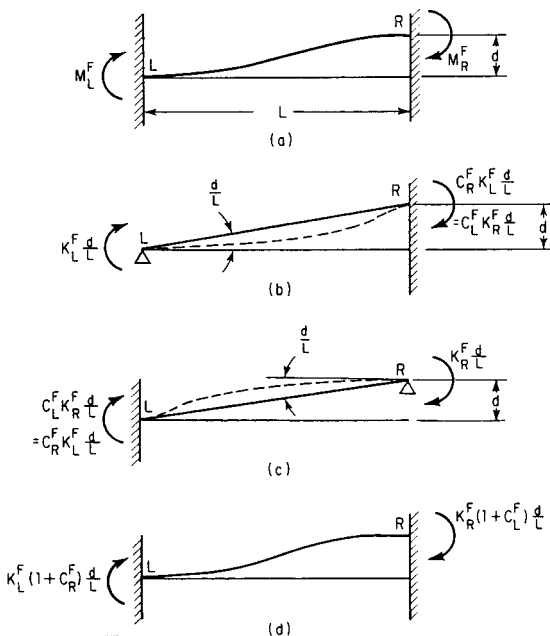 R
L
d
M_L^F
M_R^F
L
(a)
d/L
R
C_R^F K_L^F d/L
= C_L^F K_R^F d/L
d
K_L^F d/L
L
(b)
d/L
R
K_R^F d/L
C_L^F K_R^F d/L
= C_R^F K_L^F d/L
L
d
(c)
R
K_R^F (1 + C_L^F) d/L
L
K_L^F (1 + C_R^F) d/L
(d)